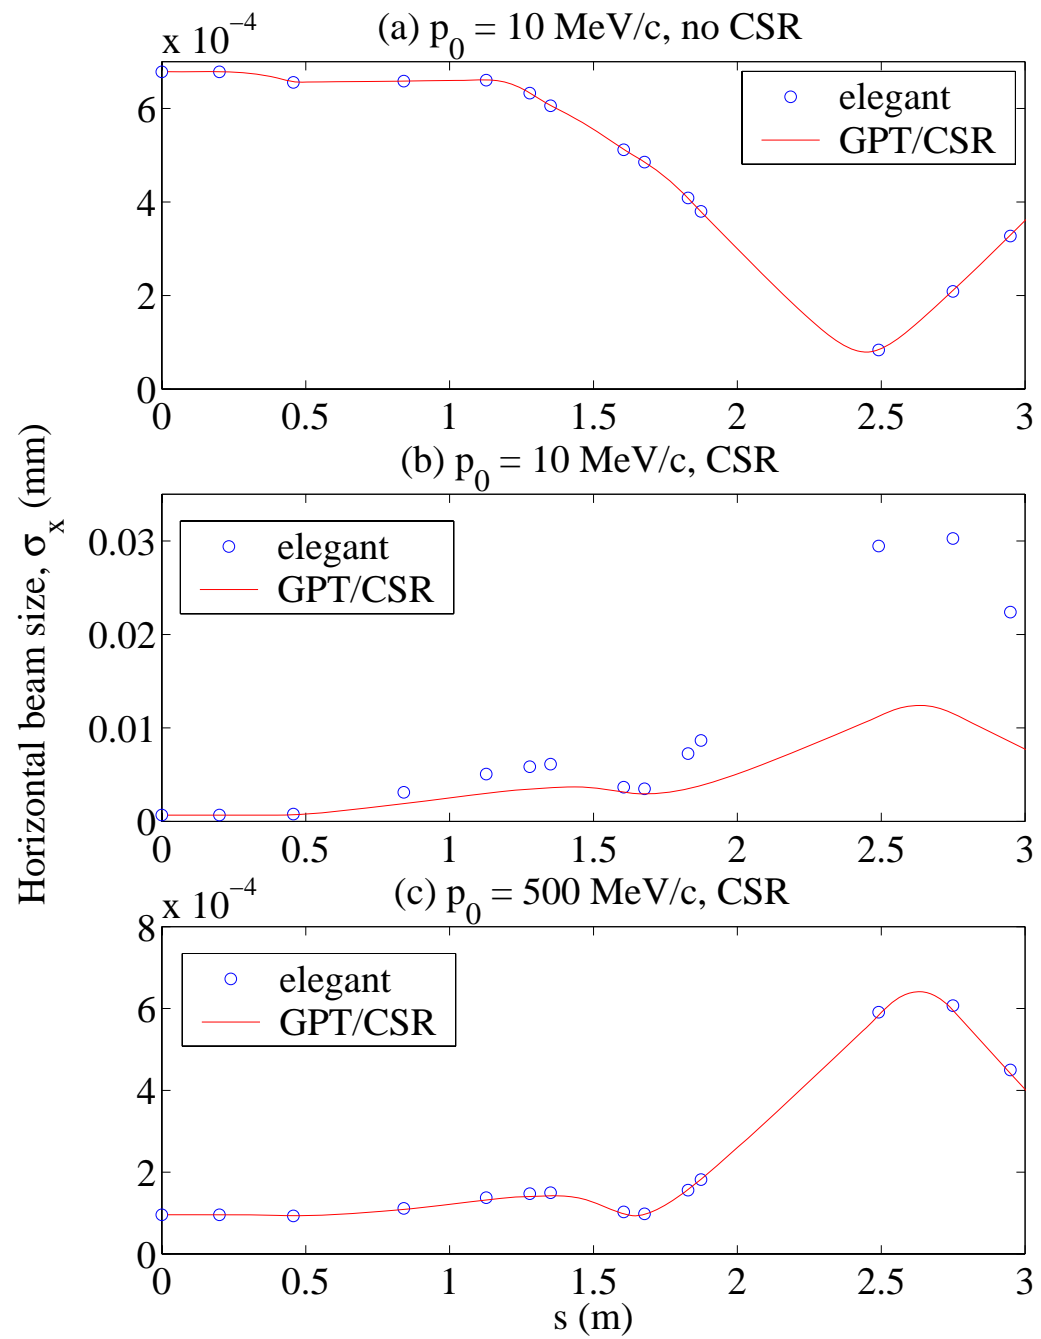 x 10⁻⁴
(a) p₀ = 10 MeV/c, no CSR
elegant
GPT/CSR
6
4
2
0
0 0.5 1 1.5 2 2.5 3
(b) p₀ = 10 MeV/c, CSR
elegant
GPT/CSR
0.03
0.02
0.01
0
0 0.5 1 1.5 2 2.5 3
Horizontal beam size, σₓ (mm)
x 10⁻⁴
(c) p₀ = 500 MeV/c, CSR
elegant
GPT/CSR
8
6
4
2
0
0 0.5 1 1.5 2 2.5 3
s (m)